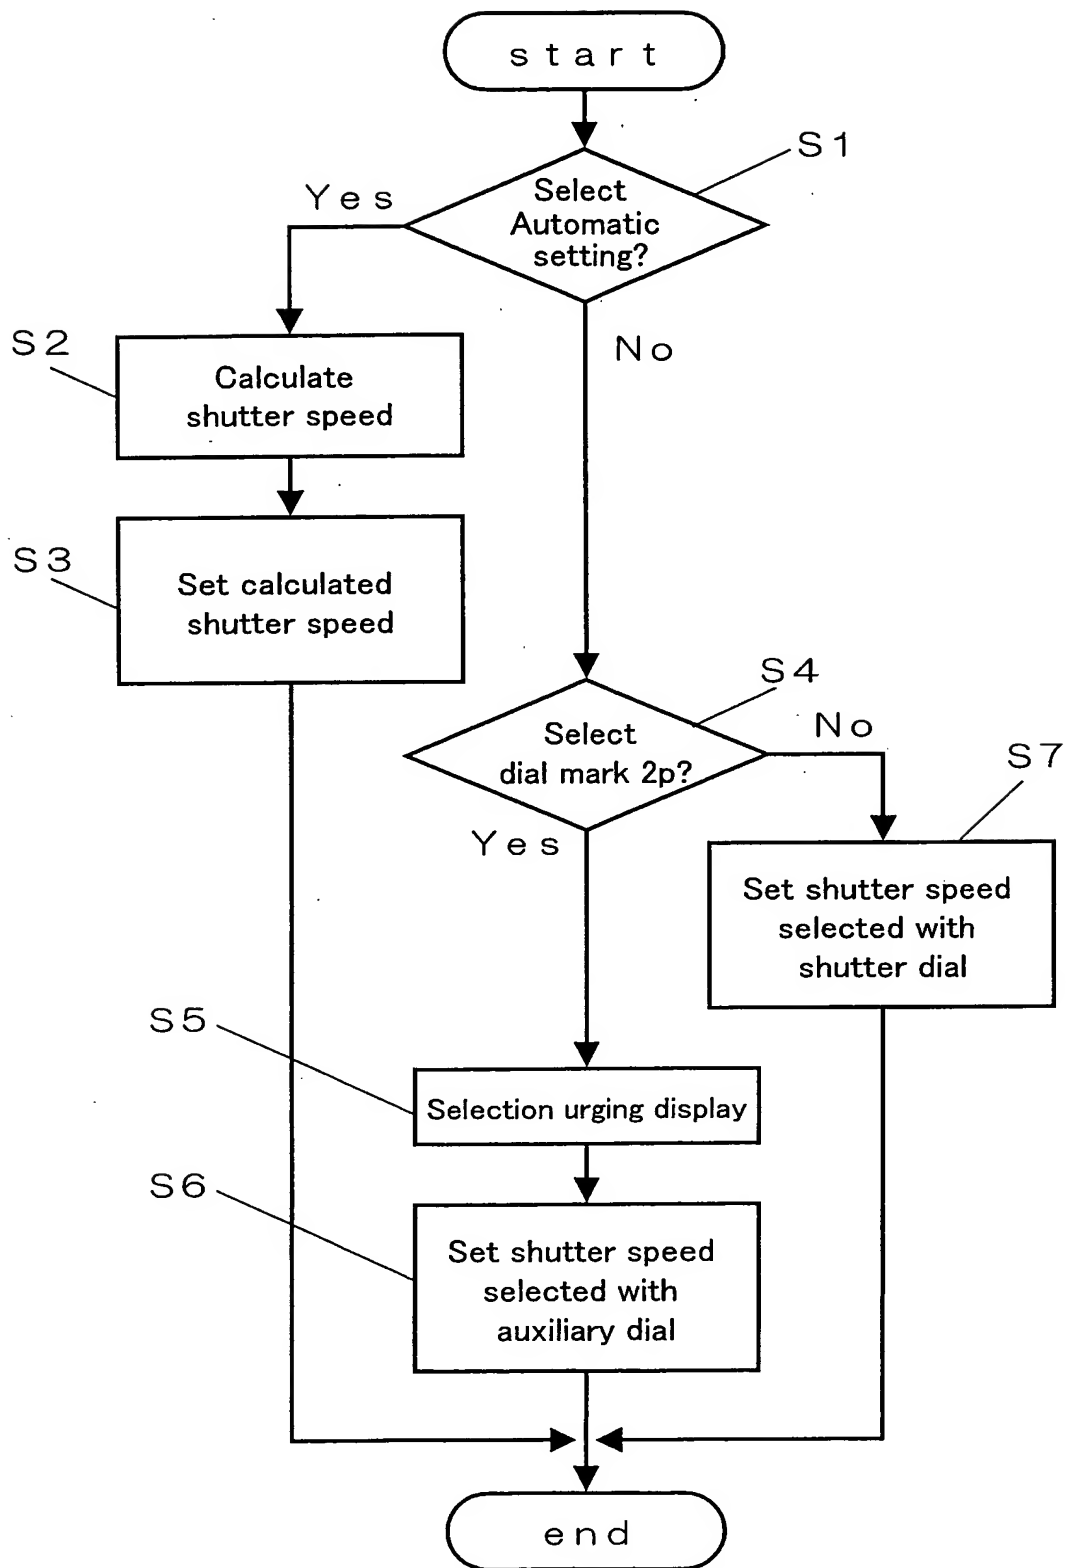 start
S1
Yes
Select
Automatic
setting?
No
S2
Calculate
shutter speed
S3
Set calculated
shutter speed
S4
No
Select
dial mark 2p?
S7
Yes
Set shutter speed
selected with
shutter dial
S5
Selection urging display
S6
Set shutter speed
selected with
auxiliary dial
end